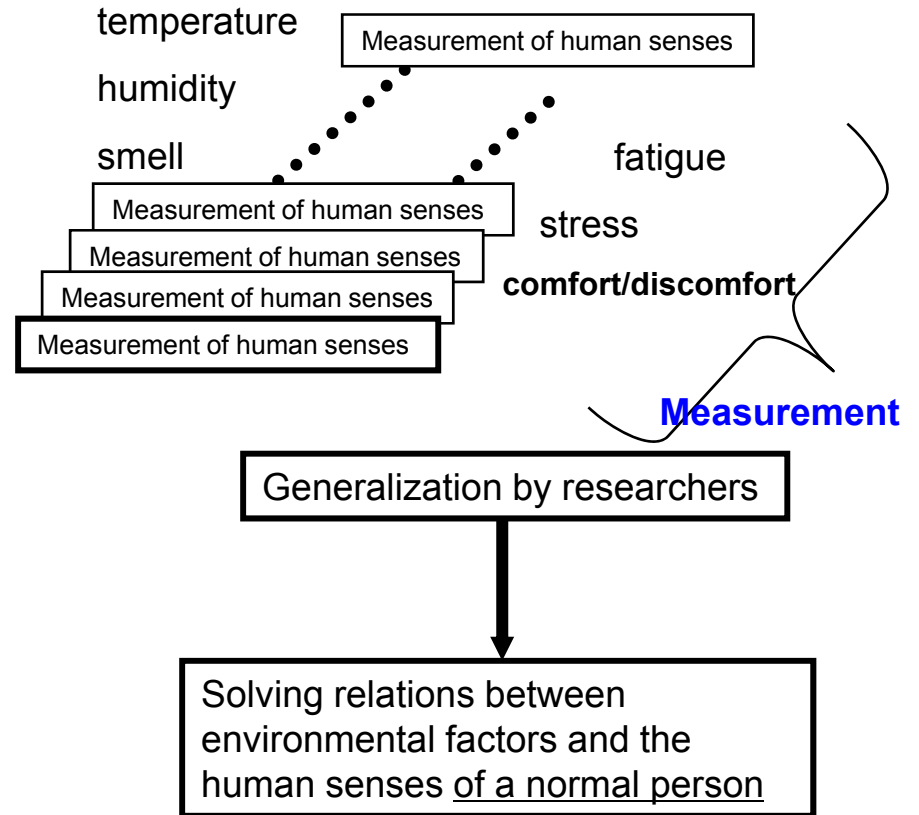 temperature
Measurement of human senses
humidity
smell
fatigue
Measurement of human senses
stress
Measurement of human senses
comfort/discomfort
Measurement of human senses
Measurement of human senses
Measurement
Generalization by researchers
Solving relations between
environmental factors and the
human senses of a normal person